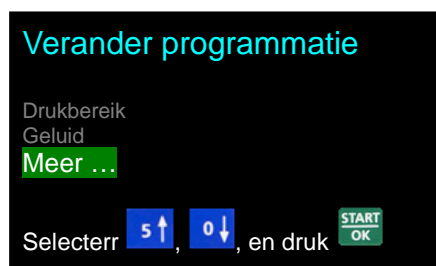 Verander programmatie
Drukbereik
Geluid
Meer ...
Selecterr 5↑, 0↓, en druk START OK